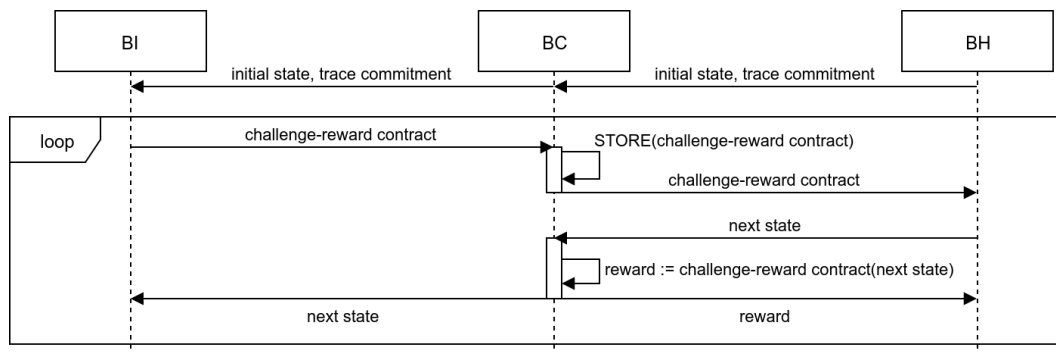 BI
BC
BH
initial state, trace commitment
initial state, trace commitment
loop
challenge-reward contract
STORE(challenge-reward contract)
challenge-reward contract
next state
reward := challenge-reward contract(next state)
next state
reward